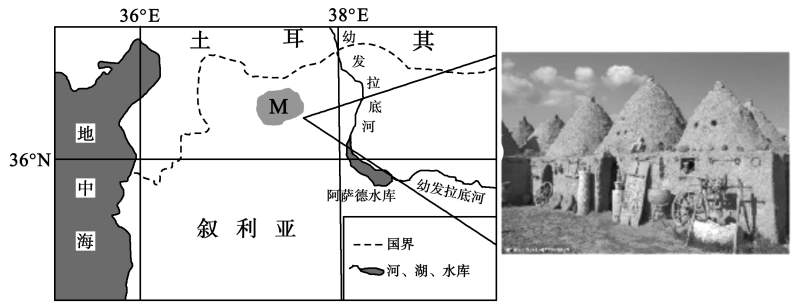 36°E 38°E
土耳其
幼发拉底河
M
地中海
36°N
阿萨德水库
幼发拉底河
叙利亚
国界
河、湖、水库